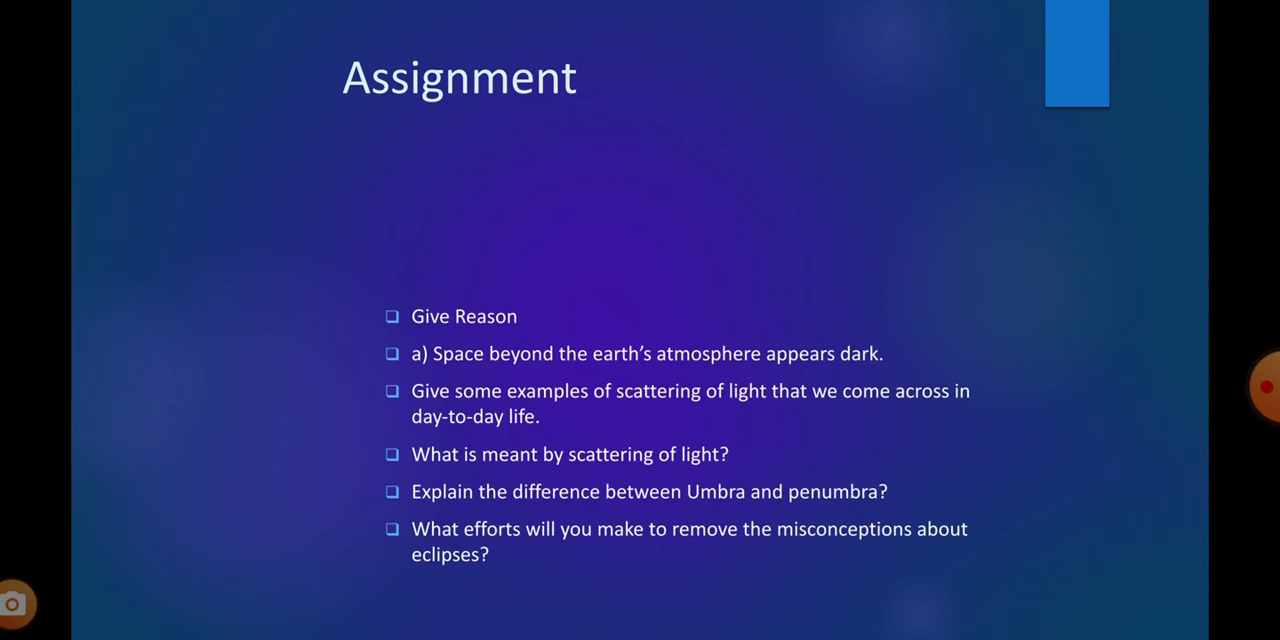 Assignment
Give Reason
a) Space beyond the earth’s atmosphere appears dark.
Give some examples of scattering of light that we come across in
day-to-day life.
What is meant by scattering of light?
Explain the difference between Umbra and penumbra?
What efforts will you make to remove the misconceptions about
eclipses?